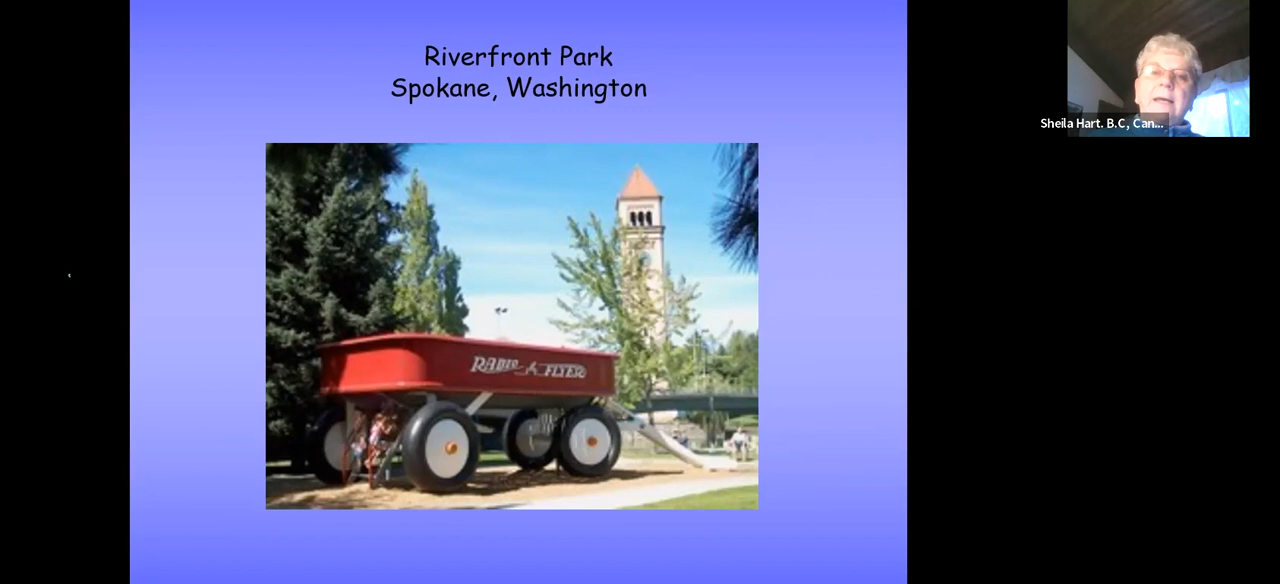 Riverfront Park
Spokane, Washington
RADIO FLYER
Sheila Hart. B.C, Can...